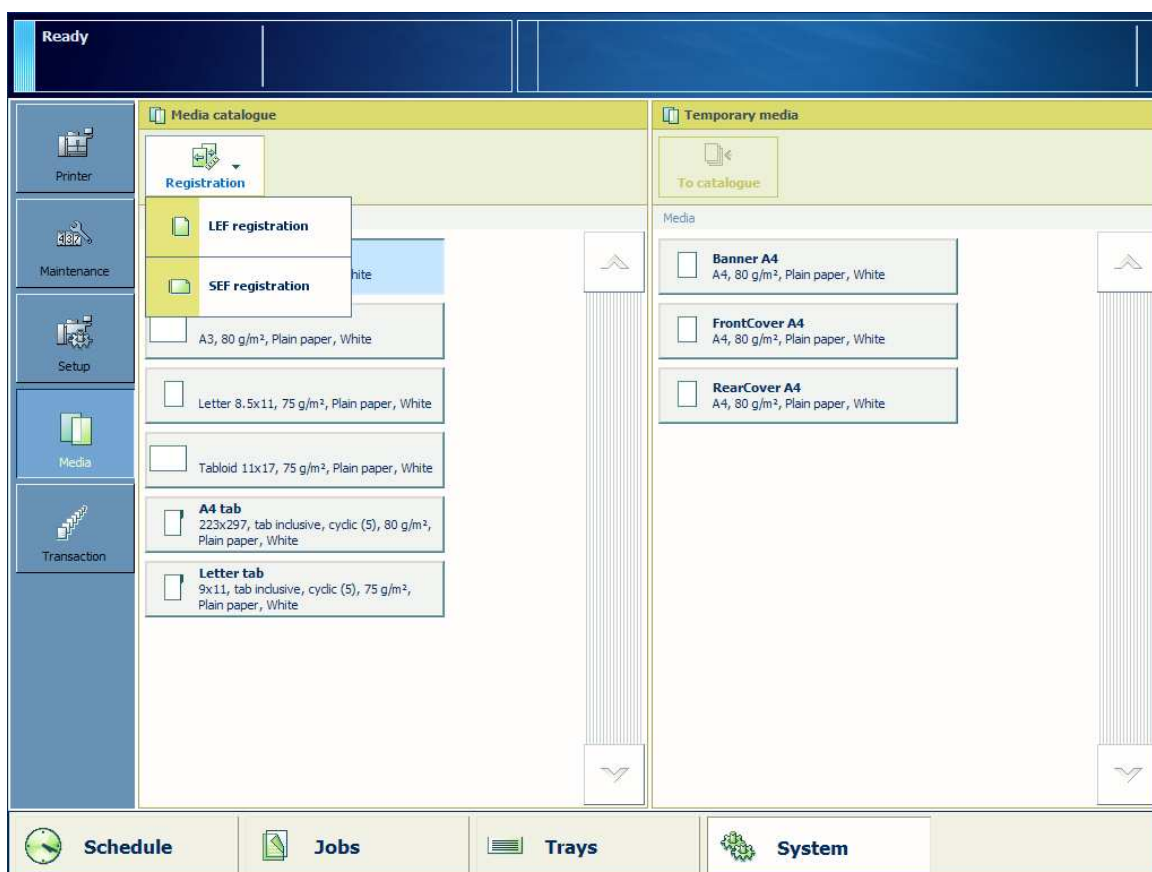 Ready
Media catalogue
Temporary media
Printer
Registration
To catalogue
LEF registration
Media
SEF registration
hite
Banner A4
A4, 80 g/m², Plain paper, White
Maintenance
A3, 80 g/m², Plain paper, White
FrontCover A4
A4, 80 g/m², Plain paper, White
Setup
Letter 8.5x11, 75 g/m², Plain paper, White
RearCover A4
A4, 80 g/m², Plain paper, White
Media
Tabloid 11x17, 75 g/m², Plain paper, White
A4 tab
223x297, tab inclusive, cyclic (5), 80 g/m²,
Plain paper, White
Transaction
Letter tab
9x11, tab inclusive, cyclic (5), 75 g/m²,
Plain paper, White
Schedule
Jobs
Trays
System